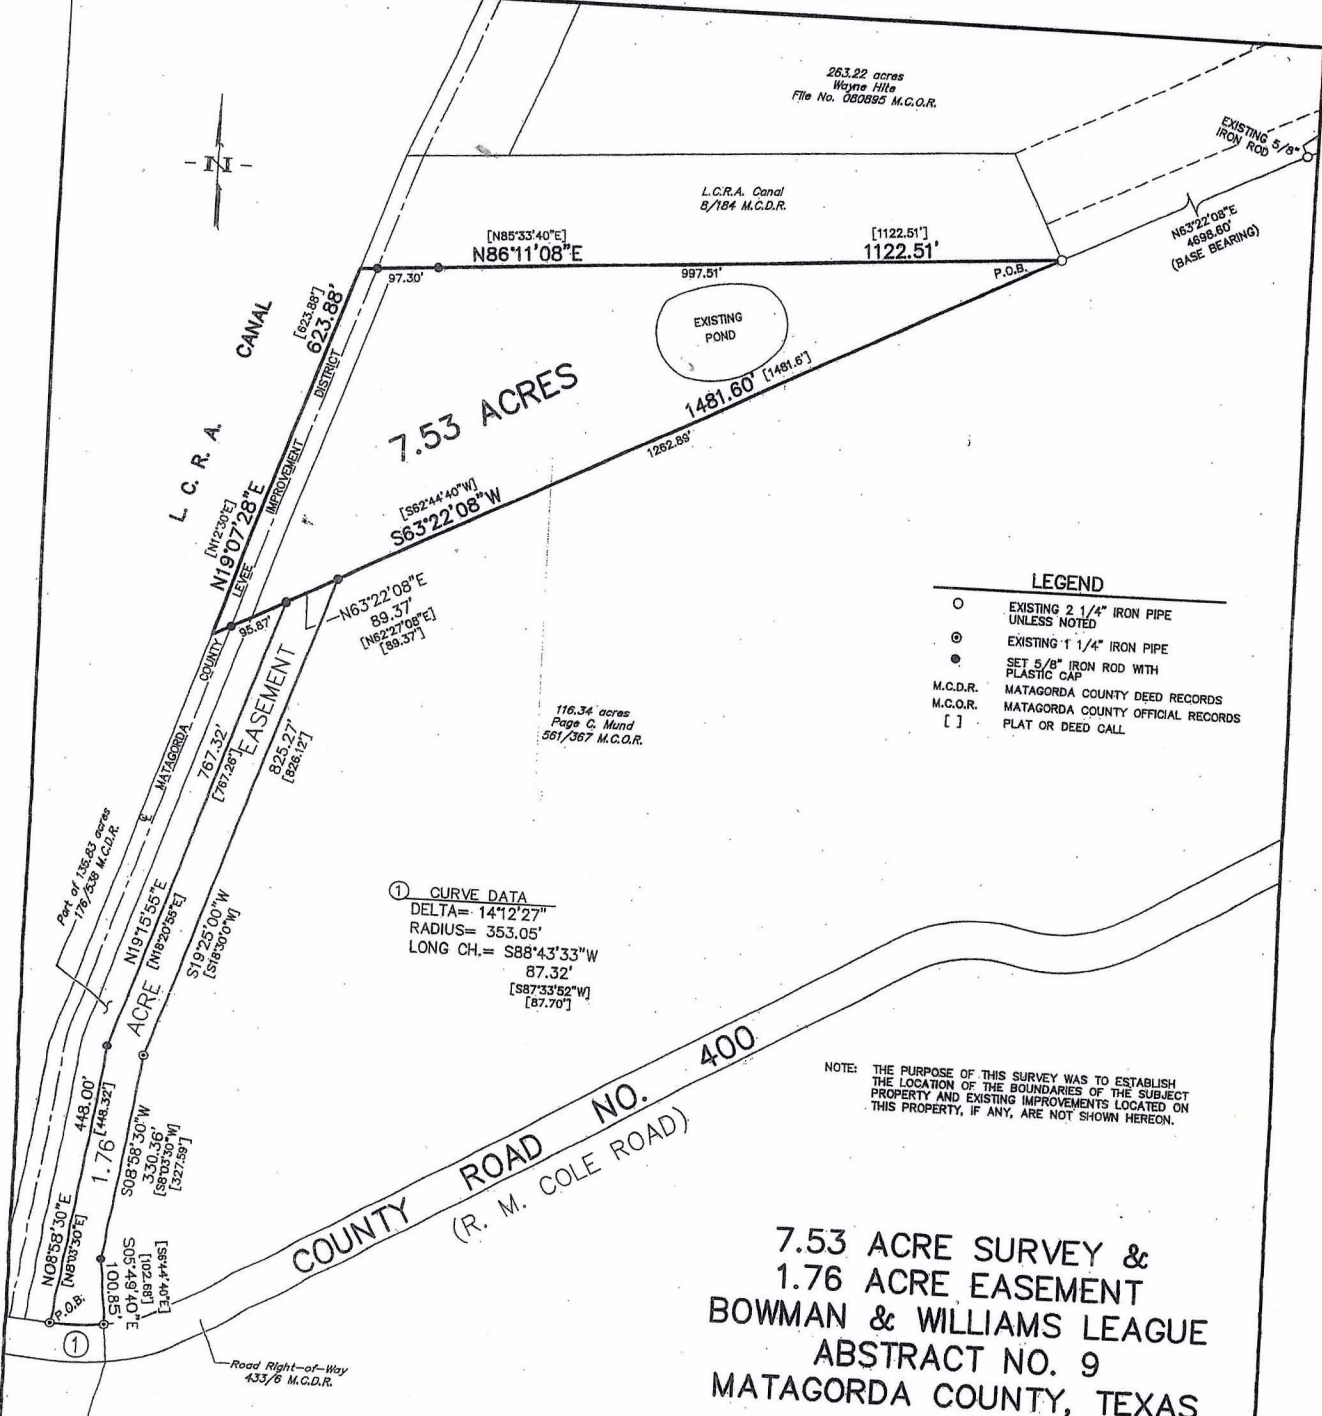 263.22 acres
Wayne Hite
File No. 080895 M.C.O.R.
EXISTING 5/8"
IRON ROD
- N -
L.C.R.A. Canal
8/184 M.C.D.R.
N63°22'08"E
4698.60'
(BASE BEARING)
[N85°33'40"E]
N86°11'08"E
[1122.51']
1122.51'
97.30'
997.51'
P.O.B.
L. C. R. A. CANAL
[623.88']
623.88'
EXISTING
POND
7.53 ACRES
1481.60' [1481.6']
1262.89'
[S62°44'40"W]
S63°22'08"W
[N12°30'E]
N19°07'28"E
MATAGORDA COUNTY LEVEE IMPROVEMENT DISTRICT
95.87'
N63°22'08"E
89.37'
[N62°27'08"E]
[89.37']
LEGEND
EXISTING 2 1/4" IRON PIPE
UNLESS NOTED
EXISTING 1 1/4" IRON PIPE
SET 5/8" IRON ROD WITH
PLASTIC CAP
M.C.D.R. MATAGORDA COUNTY DEED RECORDS
M.C.O.R. MATAGORDA COUNTY OFFICIAL RECORDS
[ ] PLAT OR DEED CALL
116.34 acres
Page C. Mund
561/367 M.C.O.R.
767.32'
[767.26']
825.27'
[826.12']
1.76 ACRE EASEMENT
Part of 135.83 acres
176/538 M.C.D.R.
N19°15'55"E
[N18°20'55"E]
S19°25'00"W
[S18°30'0"W]
1 CURVE DATA
DELTA= 14°12'27"
RADIUS= 353.05'
LONG CH.= S88°43'33"W
87.32'
[S87°33'52"W]
[87.70']
448.00'
[448.32']
N08°58'30"E
[N8°03'30"E]
S08°58'30"W
330.36'
[S8°03'30"W]
[327.59']
[S6°44'40"E]
[102.68']
S05°49'40"E
100.85'
P.O.B.
1
Road Right-of-Way
433/6 M.C.D.R.
COUNTY ROAD NO. 400
(R. M. COLE ROAD)
NOTE: THE PURPOSE OF THIS SURVEY WAS TO ESTABLISH
THE LOCATION OF THE BOUNDARIES OF THE SUBJECT
PROPERTY AND EXISTING IMPROVEMENTS LOCATED ON
THIS PROPERTY, IF ANY, ARE NOT SHOWN HEREON.
7.53 ACRE SURVEY &
1.76 ACRE EASEMENT
BOWMAN & WILLIAMS LEAGUE
ABSTRACT NO. 9
MATAGORDA COUNTY, TEXAS